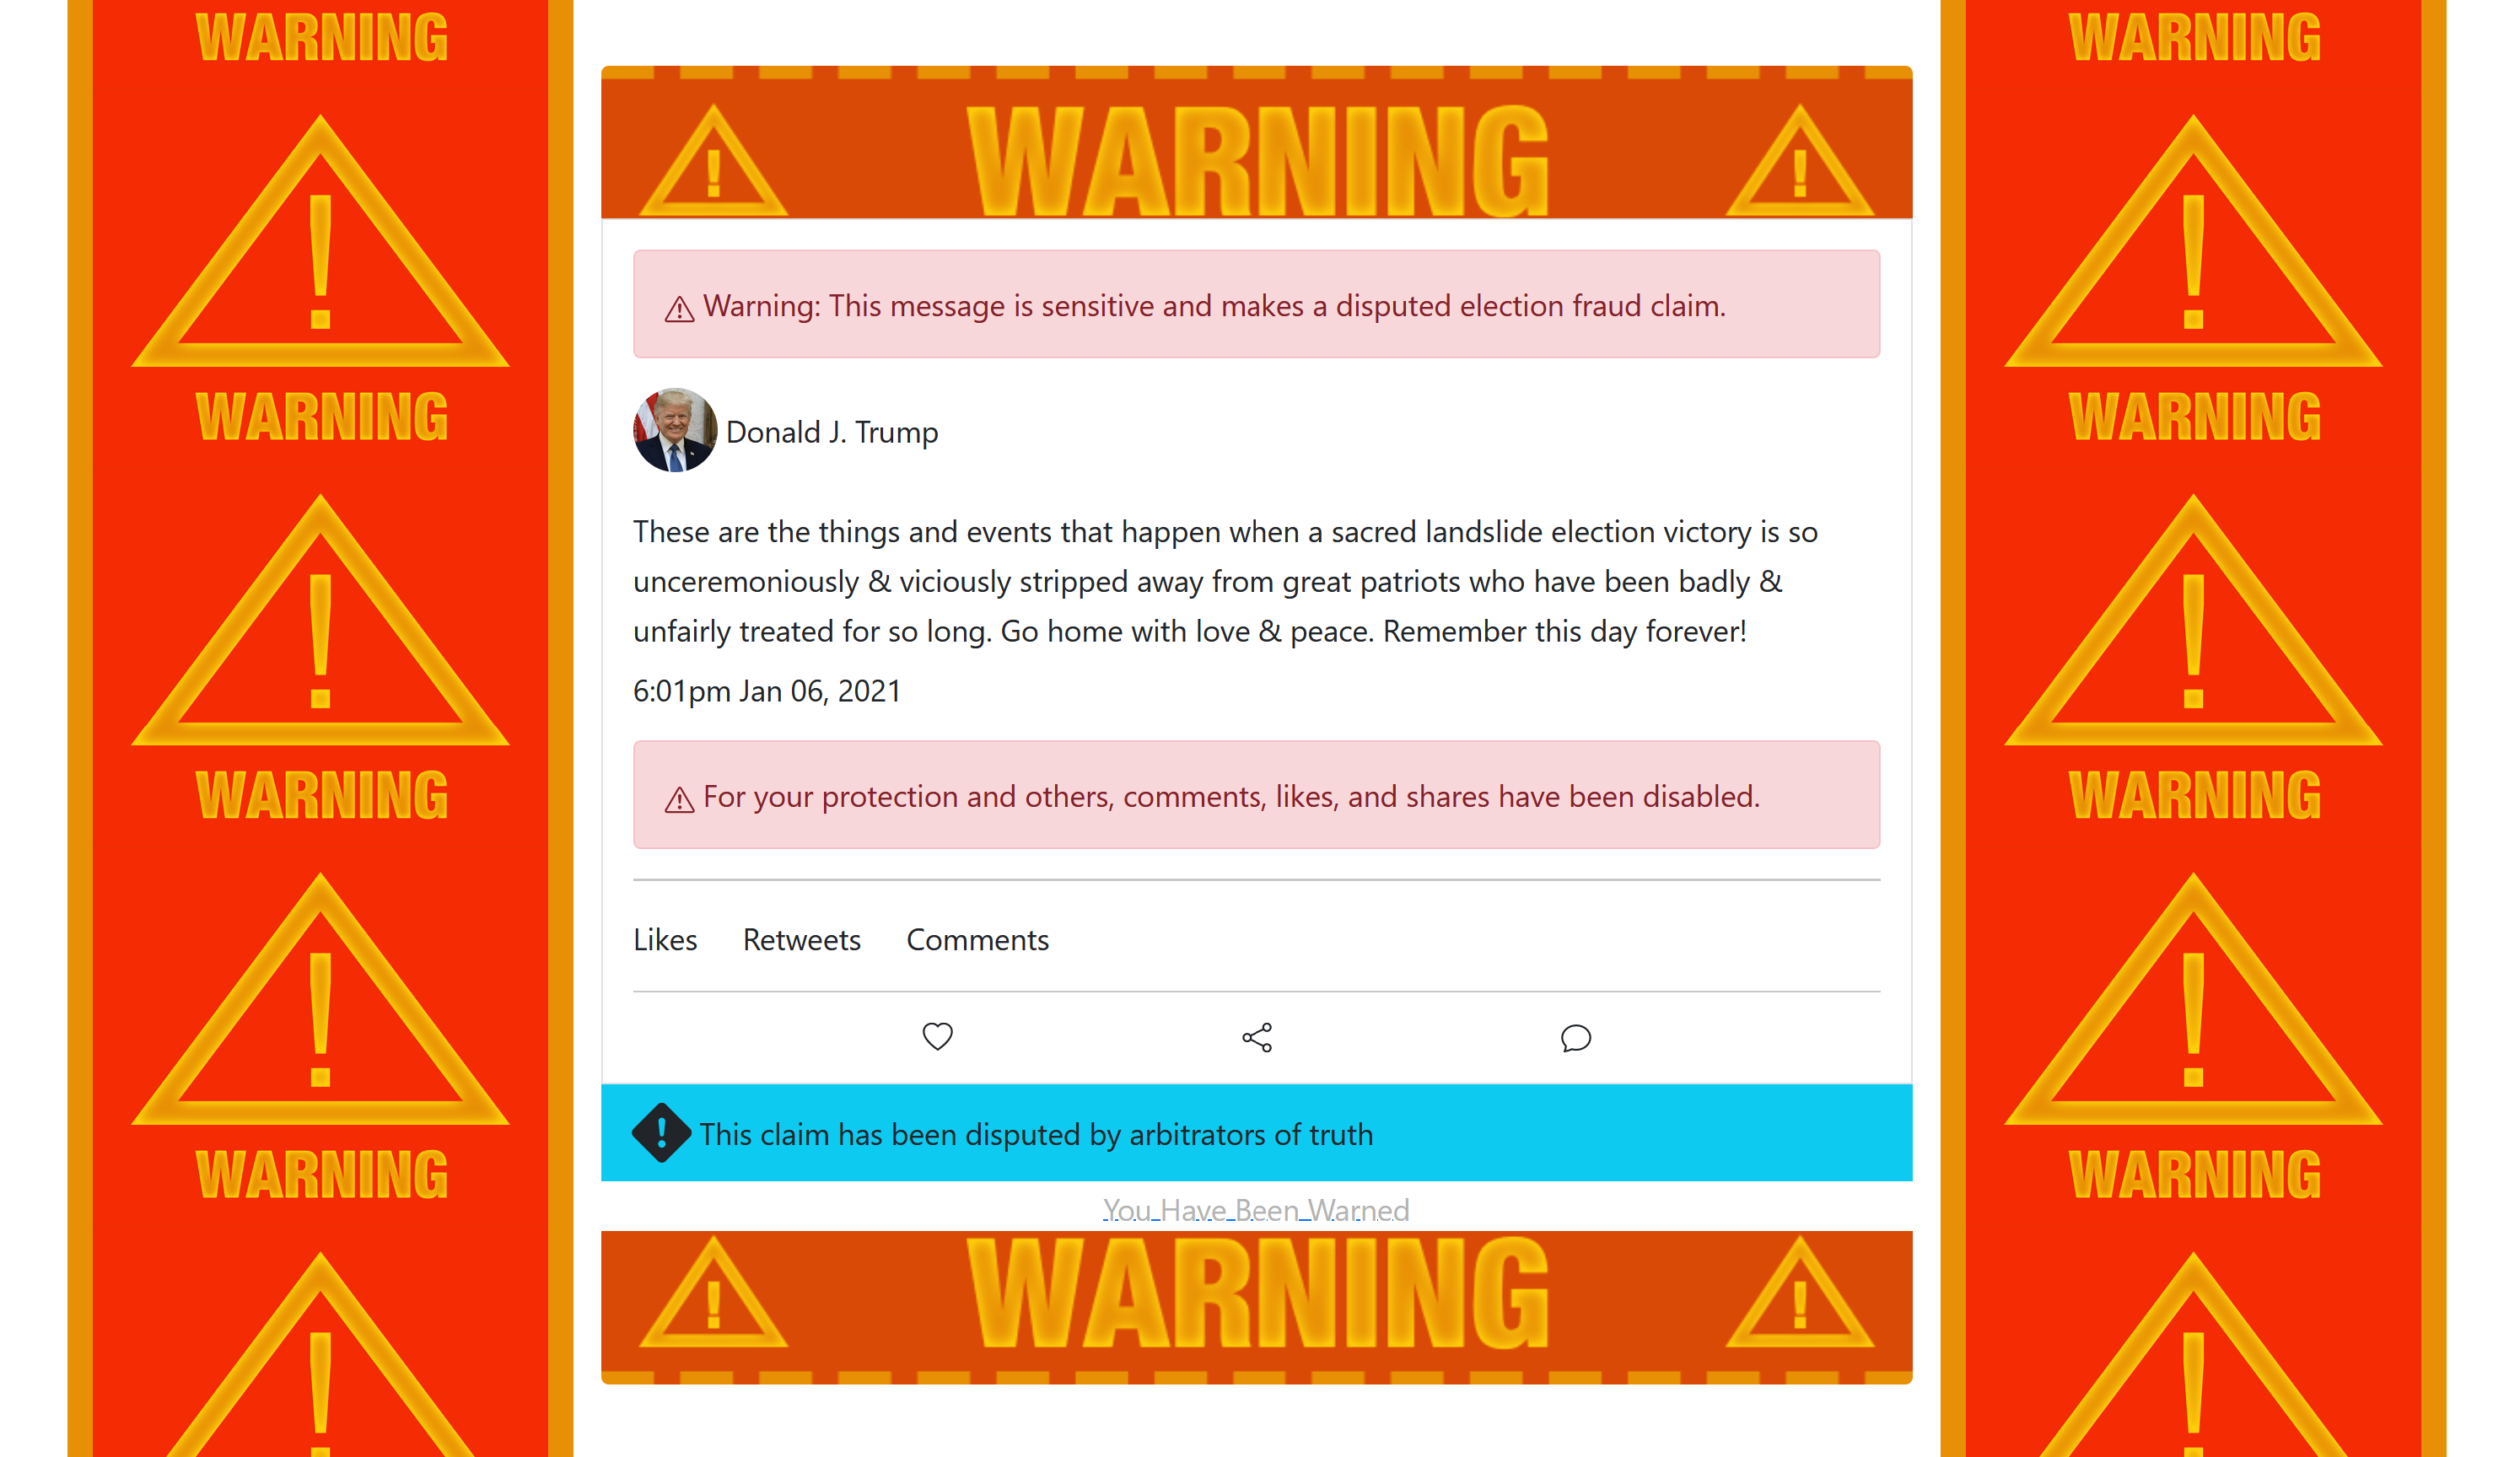 WARNING
WARNING
WARNING
WARNING
WARNING
Warning: This message is sensitive and makes a disputed election fraud claim.
Donald J. Trump
These are the things and events that happen when a sacred landslide election victory is so
unceremoniously & viciously stripped away from great patriots who have been badly &
unfairly treated for so long. Go home with love & peace. Remember this day forever!
6:01pm Jan 06, 2021
For your protection and others, comments, likes, and shares have been disabled.
Likes Retweets Comments
This claim has been disputed by arbitrators of truth
You Have Been Warned
WARNING
WARNING
WARNING
WARNING
WARNING